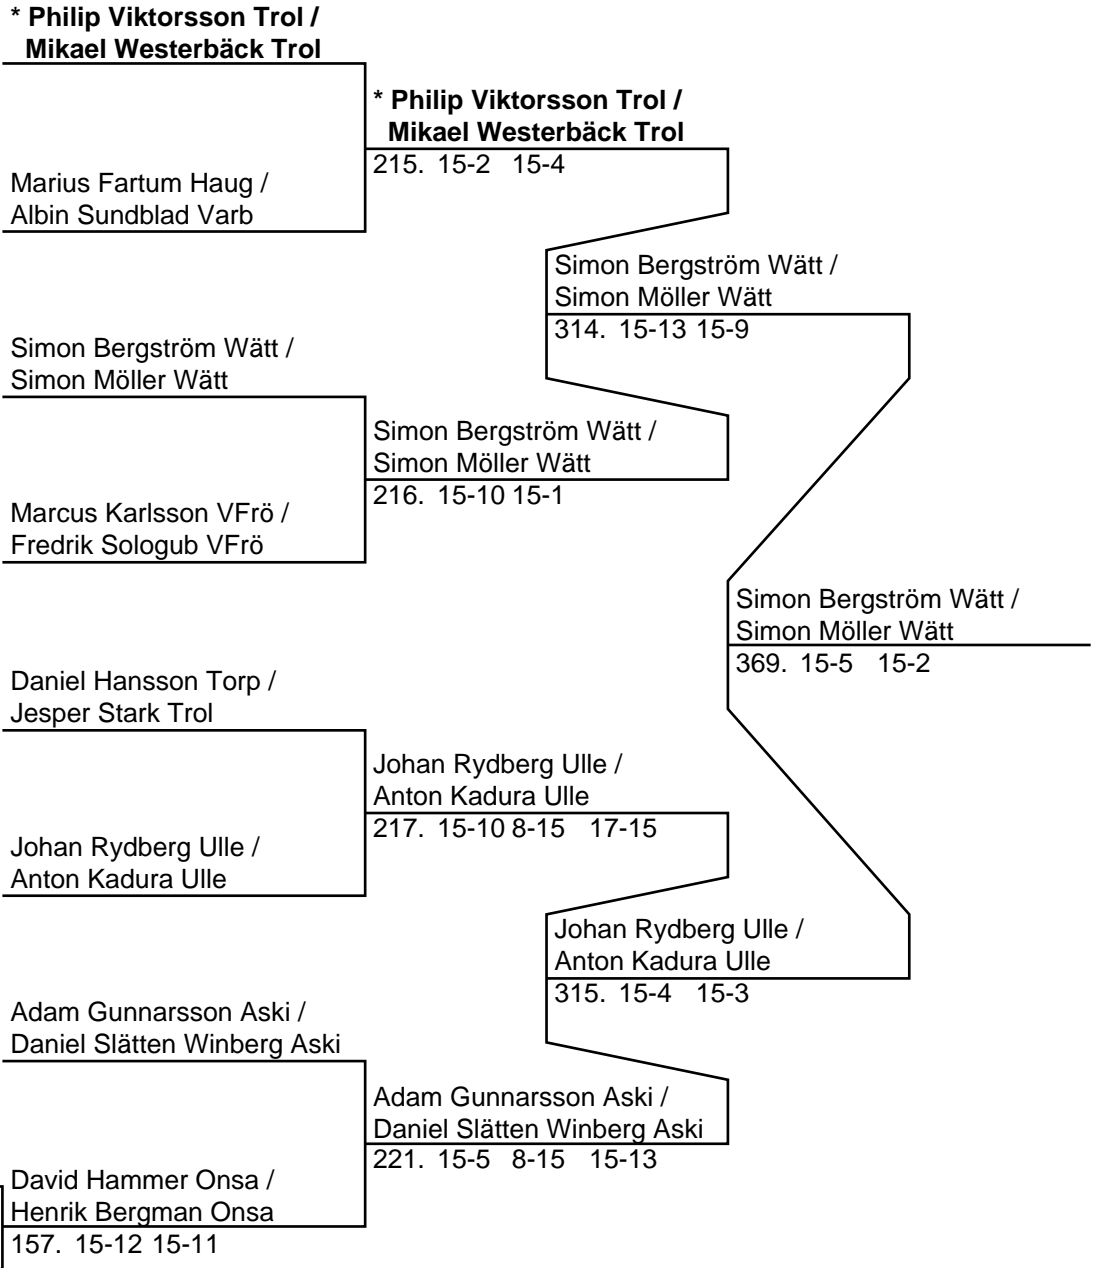 * Philip Viktorsson Trol /
Mikael Westerbäck Trol
* Philip Viktorsson Trol /
Mikael Westerbäck Trol
215. 15-2 15-4
Marius Fartum Haug /
Albin Sundblad Varb
Simon Bergström Wätt /
Simon Möller Wätt
314. 15-13 15-9
Simon Bergström Wätt /
Simon Möller Wätt
Simon Bergström Wätt /
Simon Möller Wätt
216. 15-10 15-1
Marcus Karlsson VFrö /
Fredrik Sologub VFrö
Simon Bergström Wätt /
Simon Möller Wätt
369. 15-5 15-2
Daniel Hansson Torp /
Jesper Stark Trol
Johan Rydberg Ulle /
Anton Kadura Ulle
217. 15-10 8-15 17-15
Johan Rydberg Ulle /
Anton Kadura Ulle
Johan Rydberg Ulle /
Anton Kadura Ulle
315. 15-4 15-3
Adam Gunnarsson Aski /
Daniel Slätten Winberg Aski
Adam Gunnarsson Aski /
Daniel Slätten Winberg Aski
221. 15-5 8-15 15-13
David Hammer Onsa /
Henrik Bergman Onsa
157. 15-12 15-11